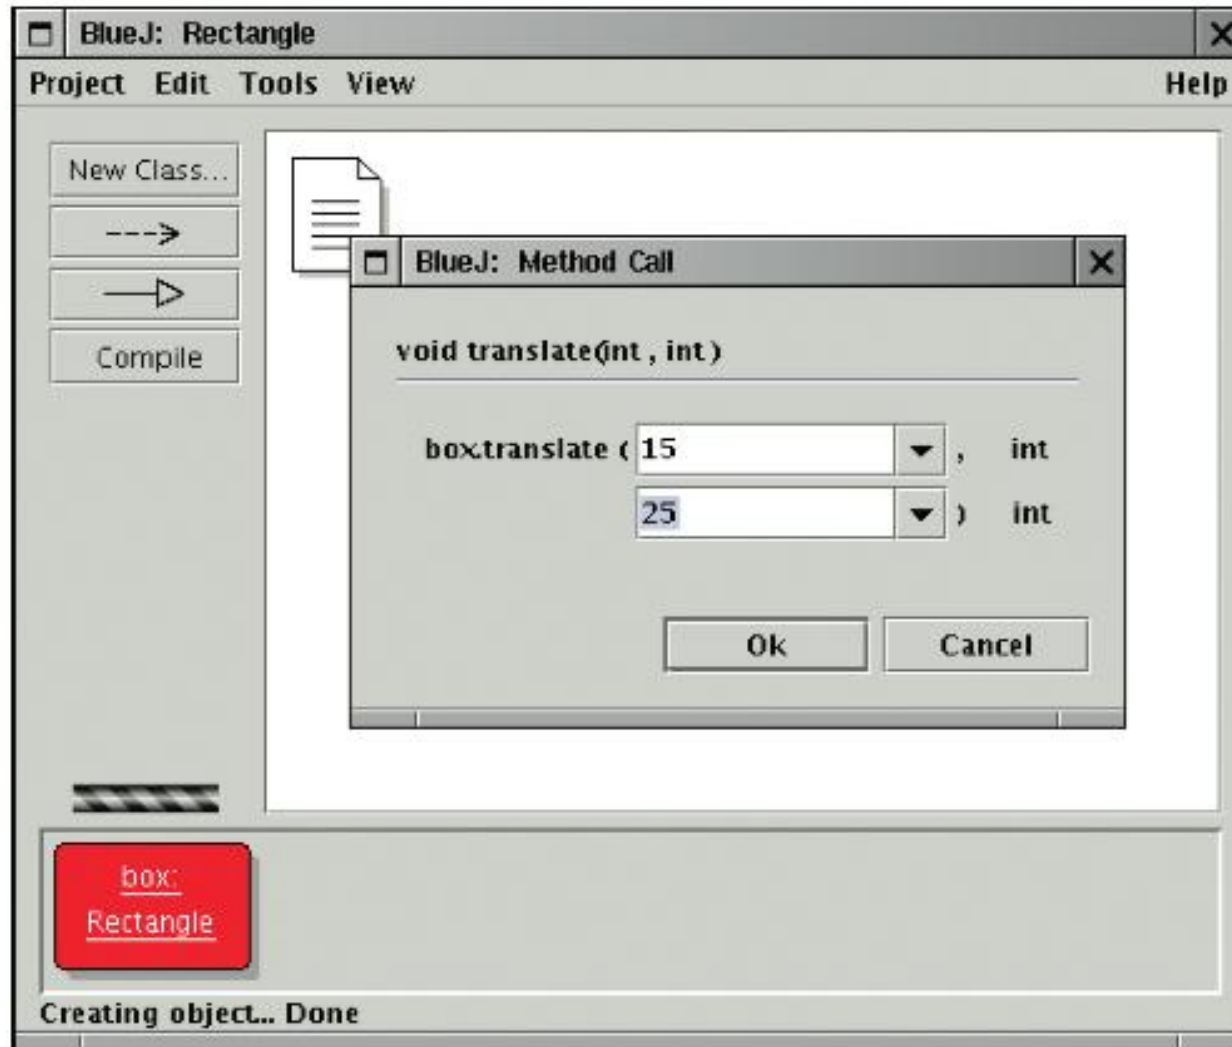 BlueJ: Rectangle
Project Edit Tools View Help
New Class...
Compile
BlueJ: Method Call
void translate(int , int )
box.translate ( 15 , int
25 ) int
Ok Cancel
box:
Rectangle
Creating object... Done